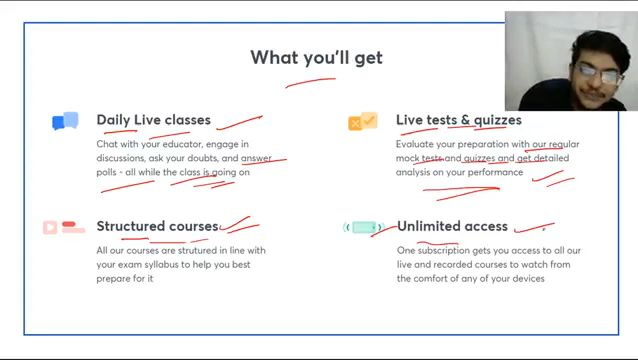 What you'll get
Daily Live classes
Chat with your educator, engage in
discussions, ask your doubts, and answer
polls - all while the class is going on
Live tests & quizzes
Evaluate your preparation with our regular
mock tests and quizzes and get detailed
analysis on your performance
Structured courses
All our courses are strutured in line with
your exam syllabus to help you best
prepare for it
Unlimited access
One subscription gets you access to all our
live and recorded courses to watch from
the comfort of any of your devices